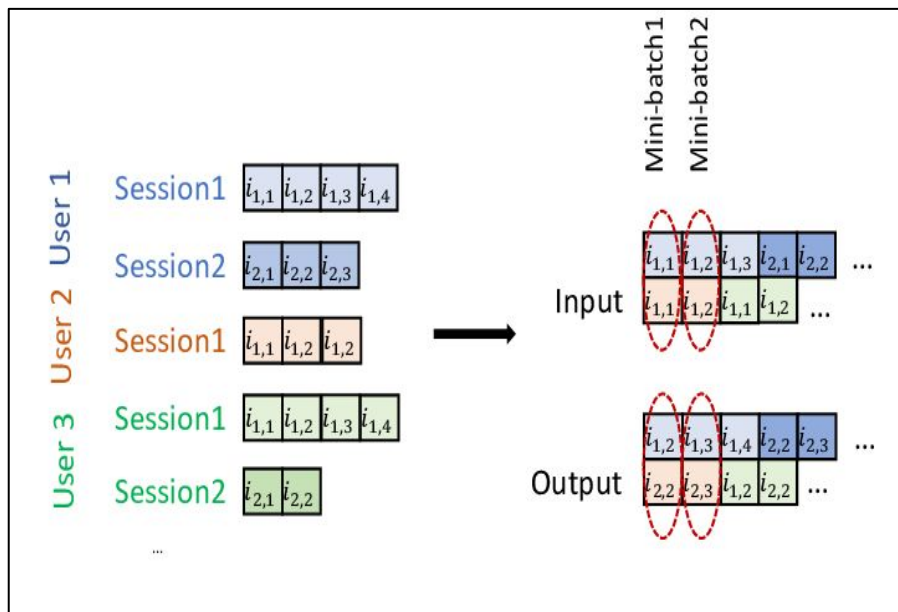 Mini-batch1
Mini-batch2
User 1
Session1 i1,1 i1,2 i1,3 i1,4
Session2 i2,1 i2,2 i2,3
User 2
Session1 i1,1 i1,2 i1,2
User 3
Session1 i1,1 i1,2 i1,3 i1,4
Session2 i2,1 i2,2
...
Input
i1,1 i1,2 i1,3 i2,1 i2,2 ...
i1,1 i1,2 i1,1 i1,2 ...
Output
i1,2 i1,3 i1,4 i2,2 i2,3 ...
i2,2 i2,3 i1,2 i2,2 ...